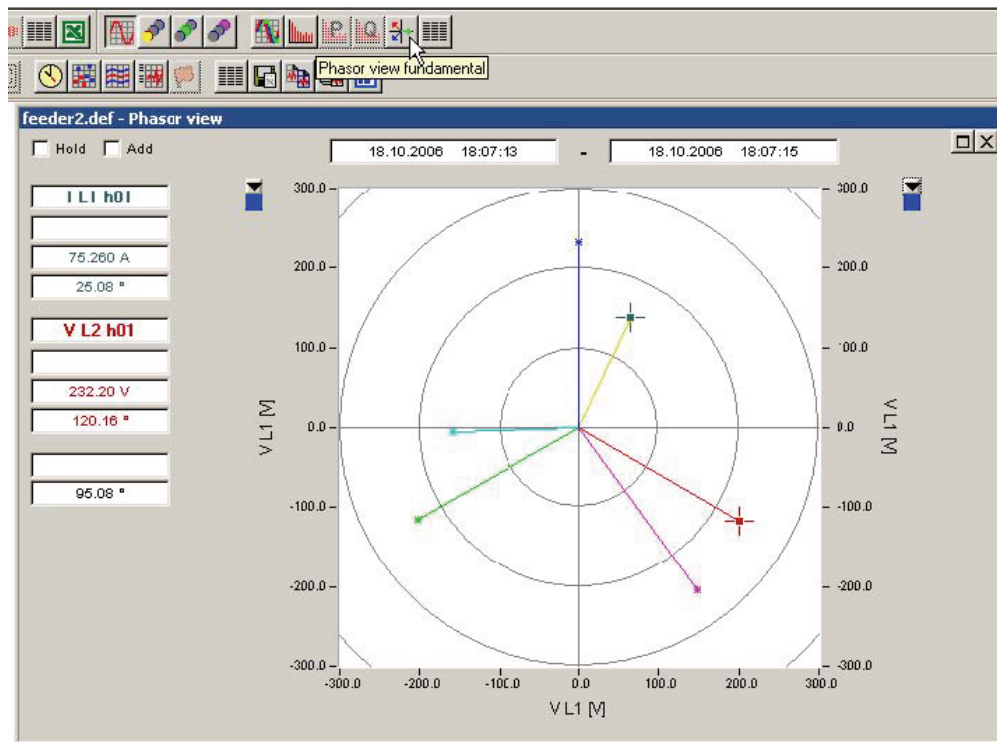 Phasor view fundamental
feeder2.def - Phasor view
Hold Add
18.10.2006 18:07:13 - 18.10.2006 18:07:15
I L1 h01
75.260 A
25.08 °
V L2 h01
232.20 V
120.16 °
95.08 °
300.0
200.0
100.0
0.0
-100.0
-200.0
-300.0
V L1 [V]
300.0
200.0
100.0
0.0
-100.0
-200.0
-300.0
V L1 [V]
-300.0 -200.0 -100.0 0.0 100.0 200.0 300.0
V L1 [V]